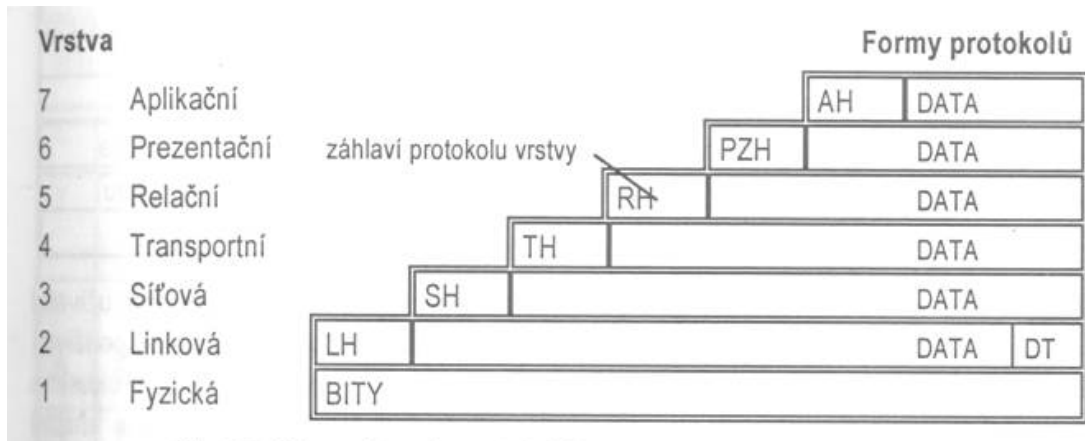 Vrstva Formy protokolů
7 Aplikační AH DATA
6 Prezentační záhlaví protokolu vrstvy PZH DATA
5 Relační RH DATA
4 Transportní TH DATA
3 Síťová SH DATA
2 Linková LH DATA DT
1 Fyzická BITY